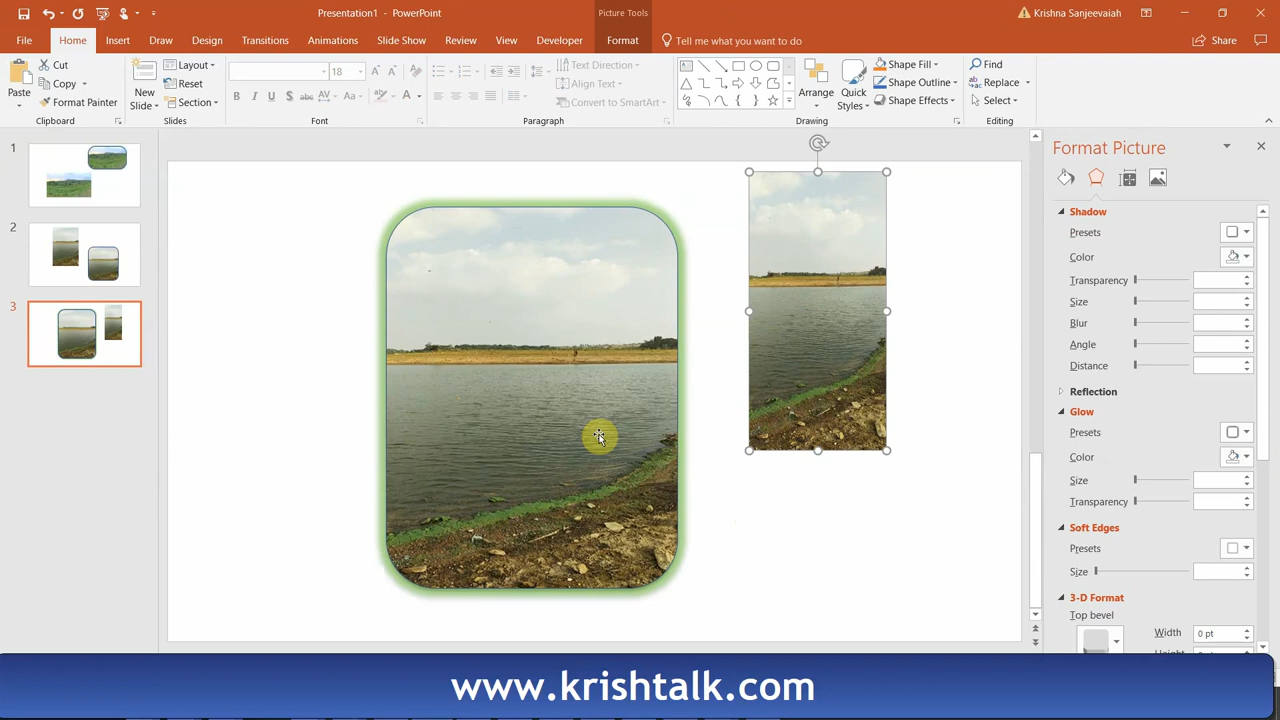 Presentation1 - PowerPoint
Picture Tools
Krishna Sanjeevaiah
File Home Insert Draw Design Transitions Animations Slide Show Review View Developer Format Tell me what you want to do Share
Paste
Cut
Copy
Format Painter
Clipboard
New Slide
Layout
Reset
Section
Slides
18
B I U S abc AV Aa A
Font
Text Direction
Align Text
Convert to SmartArt
Paragraph
Arrange
Quick Styles
Shape Fill
Shape Outline
Shape Effects
Drawing
Find
Replace
Select
Editing
1
2
3
Format Picture
Shadow
Presets
Color
Transparency
Size
Blur
Angle
Distance
Reflection
Glow
Presets
Color
Size
Transparency
Soft Edges
Presets
Size
3-D Format
Top bevel
Width 0 pt
www.krishtalk.com